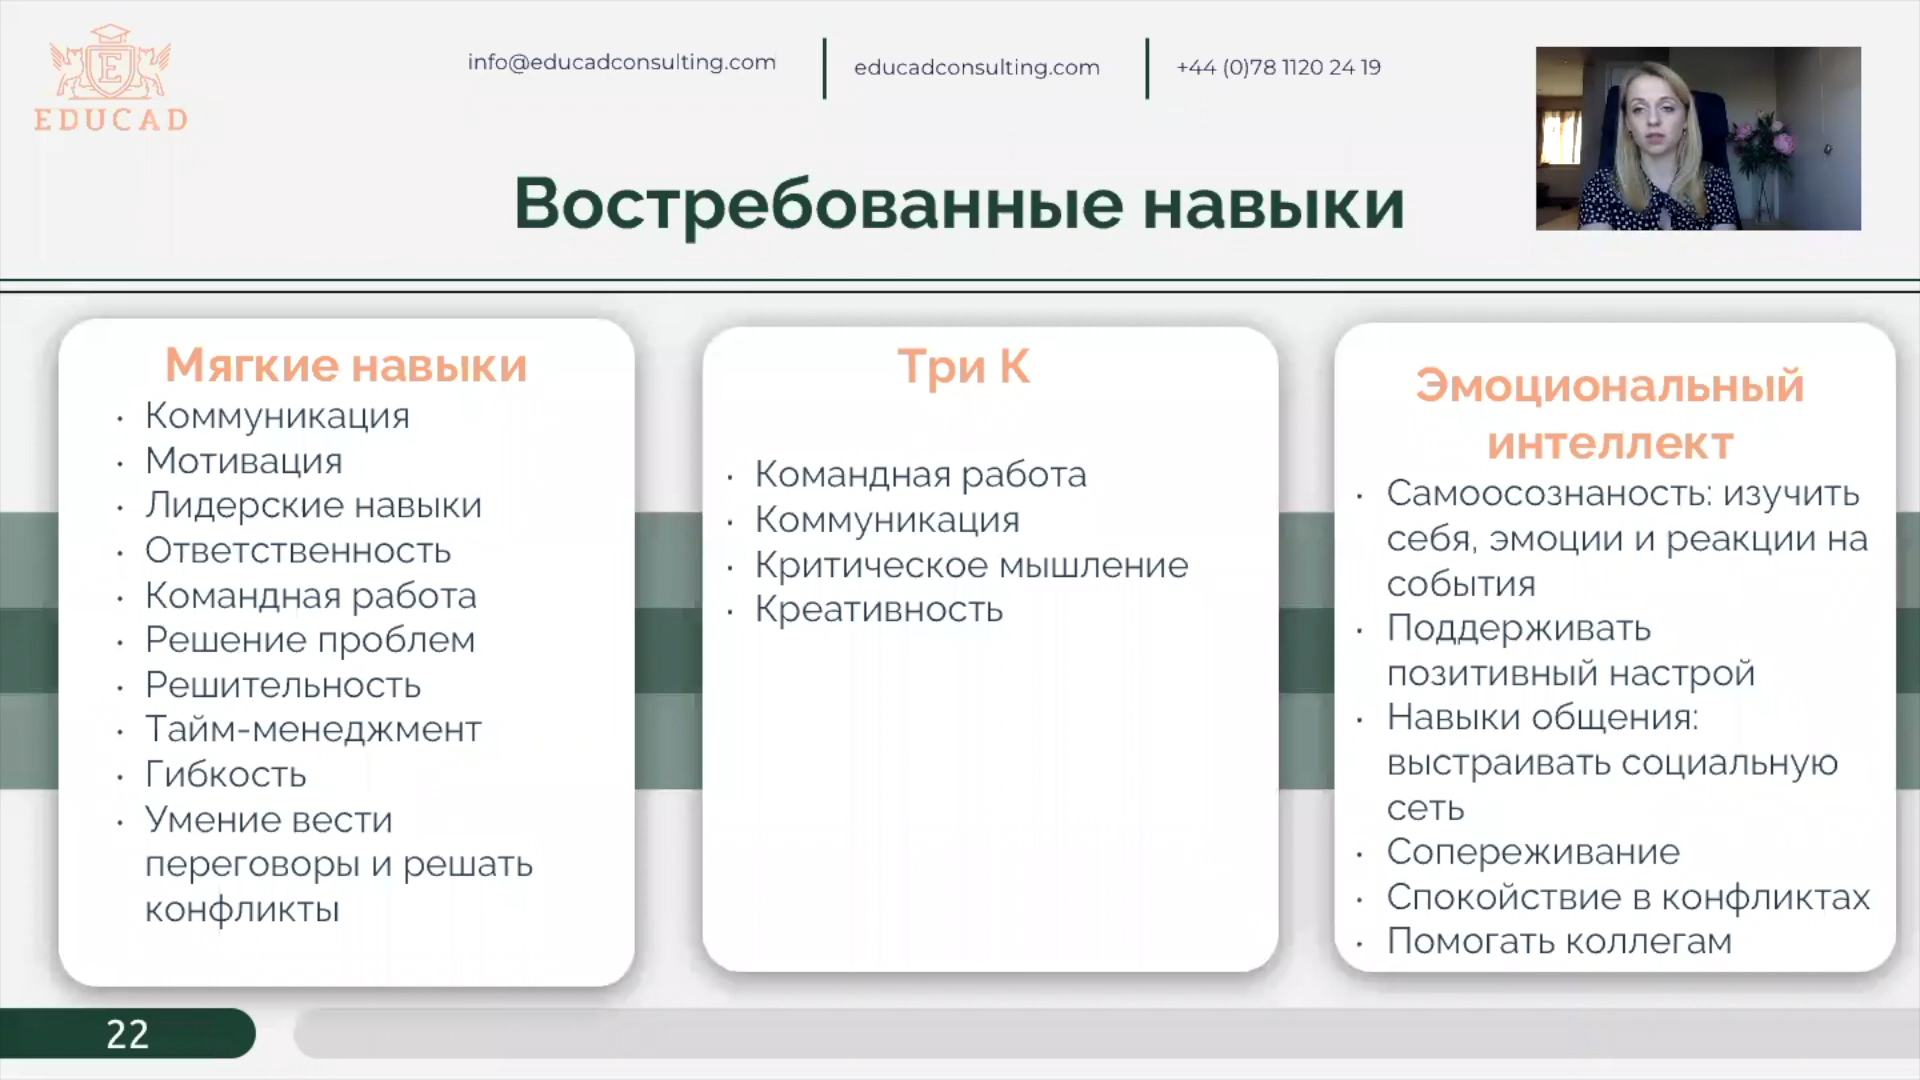 E
EDUCAD
info@educadconsulting.com
educadconsulting.com
+44 (0)78 1120 24 19
Востребованные навыки
Мягкие навыки
· Коммуникация
· Мотивация
· Лидерские навыки
· Ответственность
· Командная работа
· Решение проблем
· Решительность
· Тайм-менеджмент
· Гибкость
· Умение вести
переговоры и решать
конфликты
Три К
· Командная работа
· Коммуникация
· Критическое мышление
· Креативность
Эмоциональный
интеллект
· Самоосознаность: изучить
себя, эмоции и реакции на
события
· Поддерживать
позитивный настрой
· Навыки общения:
выстраивать социальную
сеть
· Сопереживание
· Спокойствие в конфликтах
· Помогать коллегам
22